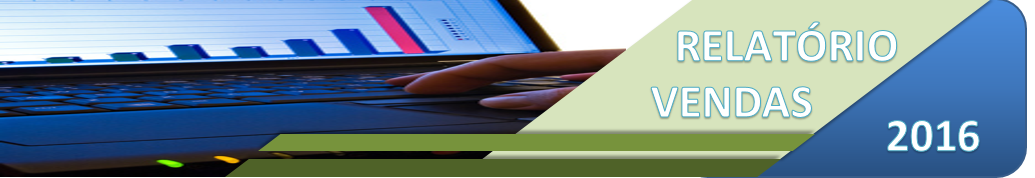 RELATÓRIO
VENDAS
2016